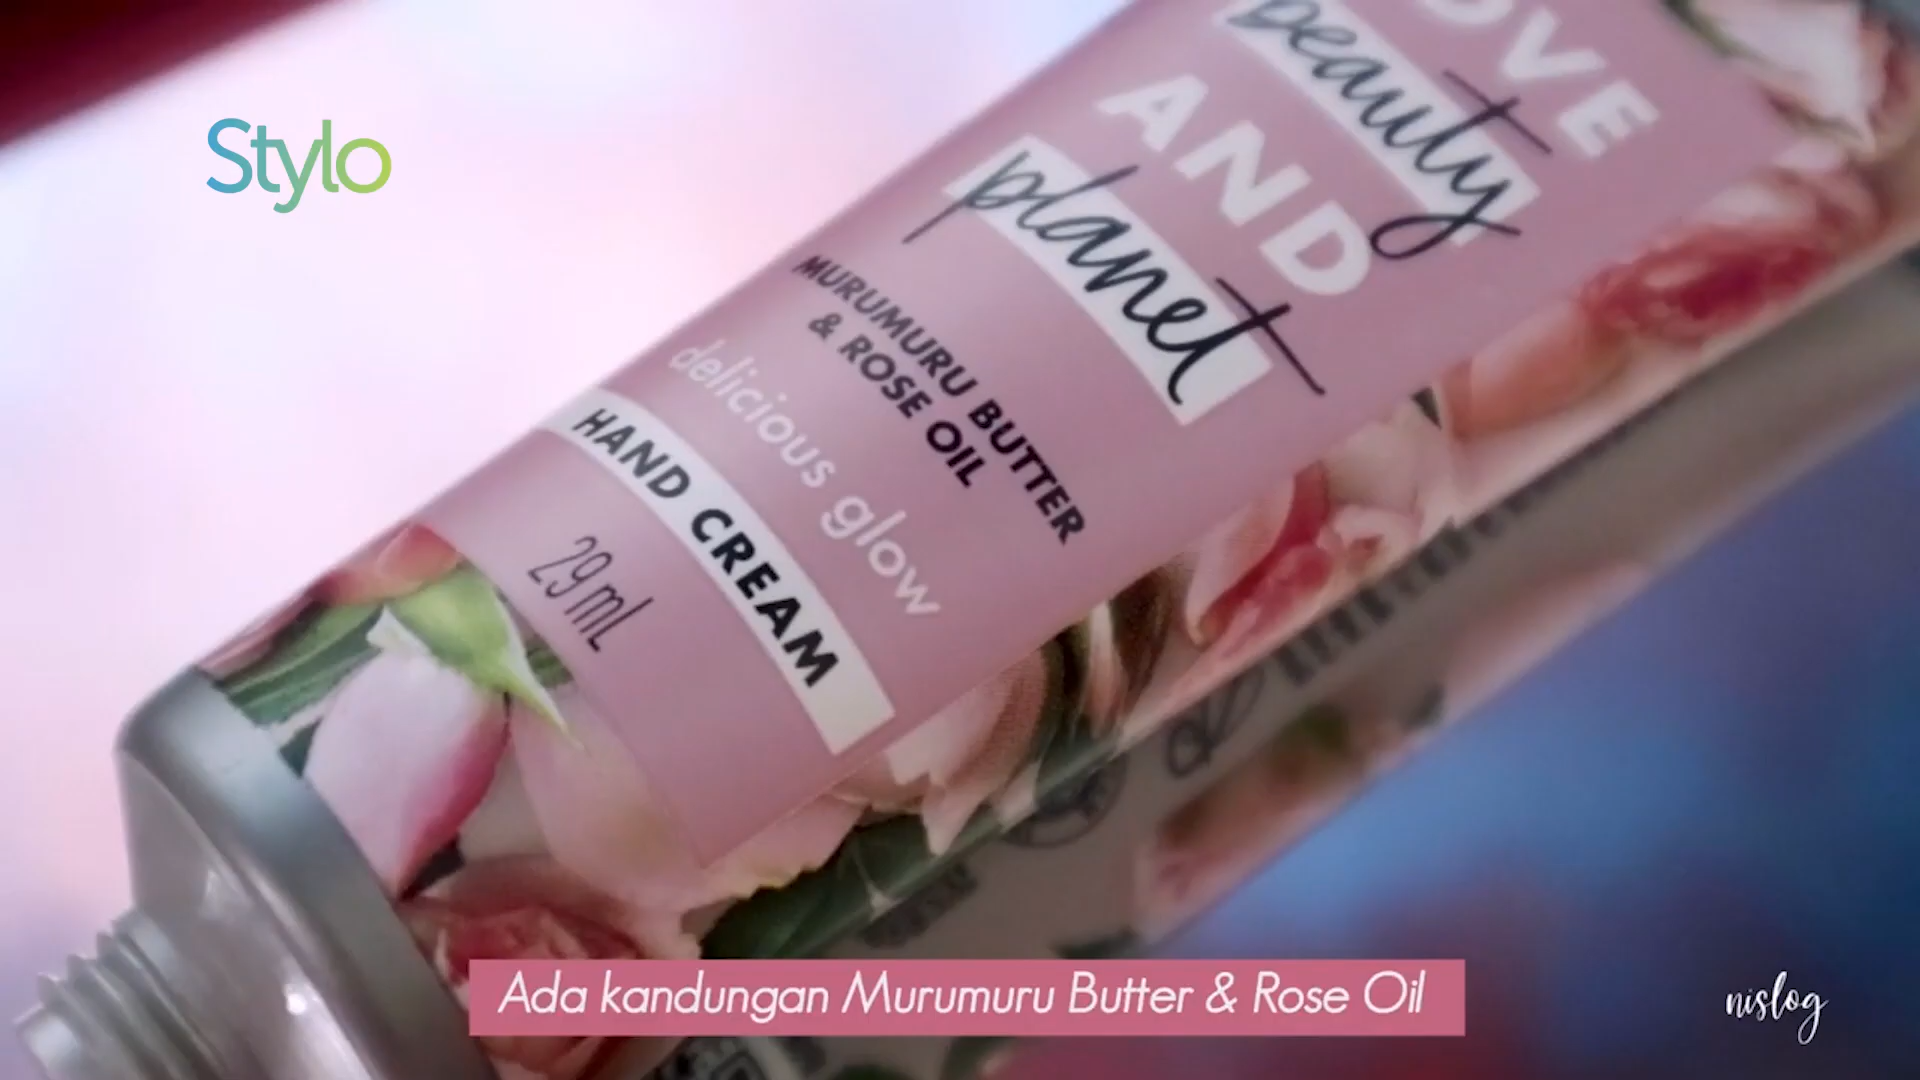 Stylo
OVE
beauty
AND
planet
MURUMURU BUTTER
& ROSE OIL
delicious glow
HAND CREAM
29 ml
Ada kandungan Murumuru Butter & Rose Oil
nislog